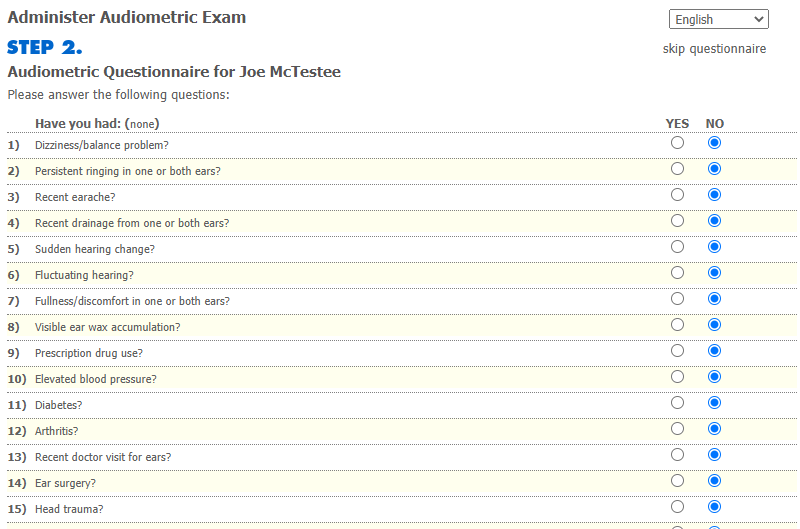 Administer Audiometric Exam
English
STEP 2.
skip questionnaire
Audiometric Questionnaire for Joe McTestee
Please answer the following questions:
Have you had: (none) YES NO
1) Dizziness/balance problem?
2) Persistent ringing in one or both ears?
3) Recent earache?
4) Recent drainage from one or both ears?
5) Sudden hearing change?
6) Fluctuating hearing?
7) Fullness/discomfort in one or both ears?
8) Visible ear wax accumulation?
9) Prescription drug use?
10) Elevated blood pressure?
11) Diabetes?
12) Arthritis?
13) Recent doctor visit for ears?
14) Ear surgery?
15) Head trauma?